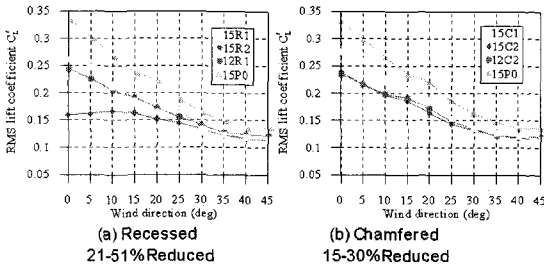 0.35
0.3
0.25
0.2
0.15
0.1
0.05
RMS lift coefficient C'L
15R1
15R2
12R1
15P0
0 5 10 15 20 25 30 35 40 45
Wind direction (deg)
(a) Recessed
21-51%Reduced
0.35
0.3
0.25
0.2
0.15
0.1
0.05
RMS lift coefficient C'L
15C1
15C2
12C2
15P0
0 5 10 15 20 25 30 35 40 45
Wind direction (deg)
(b) Chamfered
15-30%Reduced